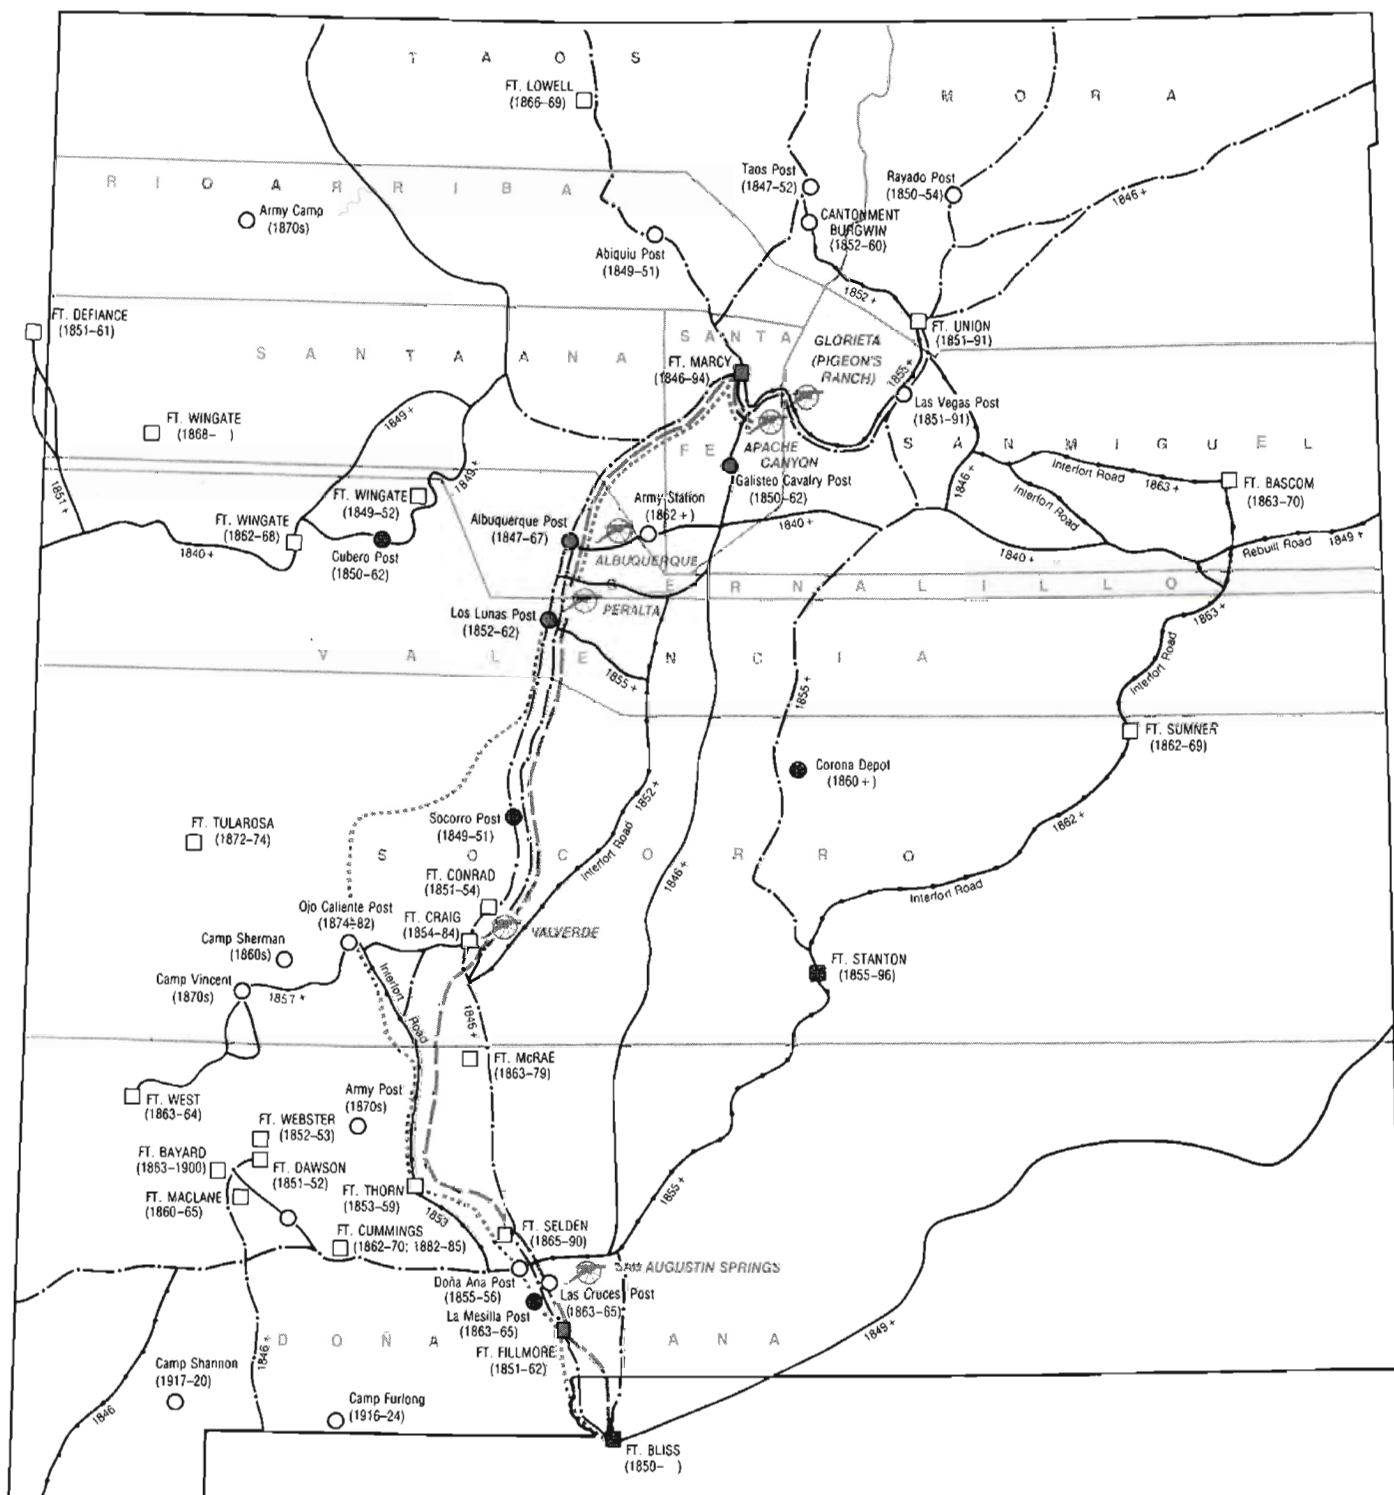 T A O S
FT. LOWELL
(1866–69)
M O R A
Taos Post
(1847–52)
Rayado Post
(1850–54)
1846+
R I O A R R I B A
Army Camp
(1870s)
CANTONMENT
BURGWIN
(1852–60)
Abiquiu Post
(1849–51)
1852+
FT. DEFIANCE
(1851–61)
FT. UNION
(1851–91)
S A N T A A N A
S A N T A
GLORIETA
(PIGEON'S
RANCH)
FT. MARCY
(1846–94)
1855+
Las Vegas Post
(1851–91)
FT. WINGATE
(1868– )
1849+
F E
APACHE
CANYON
S A N M I G U E L
Galisteo Cavalry Post
(1850–62)
1846+
Interfort Road
1863+
FT. BASCOM
(1863–70)
Interfort Road
1851+
1849+
FT. WINGATE
(1849–52)
Army Station
(1862+)
FT. WINGATE
(1862–68)
Albuquerque Post
(1847–67)
1840+
1840+
Cubero Post
(1850–62)
ALBUQUERQUE
1840+
Rebuill Road
1849+
B E R N A L I L L O
PERALTA
Los Lunas Post
(1852–62)
1863+
V A L E N C I A
1855+
1855+
Interfort Road
FT. SUMNER
(1862–69)
Corona Depot
(1860+)
1852+
Socorro Post
(1849–51)
1862+
FT. TULAROSA
(1872–74)
S O C O R R O
Interfort Road
1846+
Interfort Road
FT. CONRAD
(1851–54)
Ojo Caliente Post
(1874–82)
FT. CRAIG
(1854–84)
VALVERDE
Camp Sherman
(1860s)
FT. STANTON
(1855–96)
Camp Vincent
(1870s)
1857+
Interfort Road
1846+
FT. McRAE
(1863–79)
FT. WEST
(1863–64)
Army Post
(1870s)
FT. WEBSTER
(1852–53)
FT. BAYARD
(1863–1900)
FT. DAWSON
(1851–52)
FT. MACLANE
(1860–65)
FT. THORN
(1853–59)
1853
1855+
FT. CUMMINGS
(1862–70; 1882–85)
FT. SELDEN
(1865–90)
SAN AUGUSTIN SPRINGS
Doña Ana Post
(1855–56)
Las Cruces Post
(1863–65)
La Mesilla Post
(1863–65)
D O Ñ A A N A
1849+
1846+
FT. FILLMORE
(1851–62)
Camp Shannon
(1917–20)
1846
Camp Furlong
(1916–24)
FT. BLISS
(1850– )